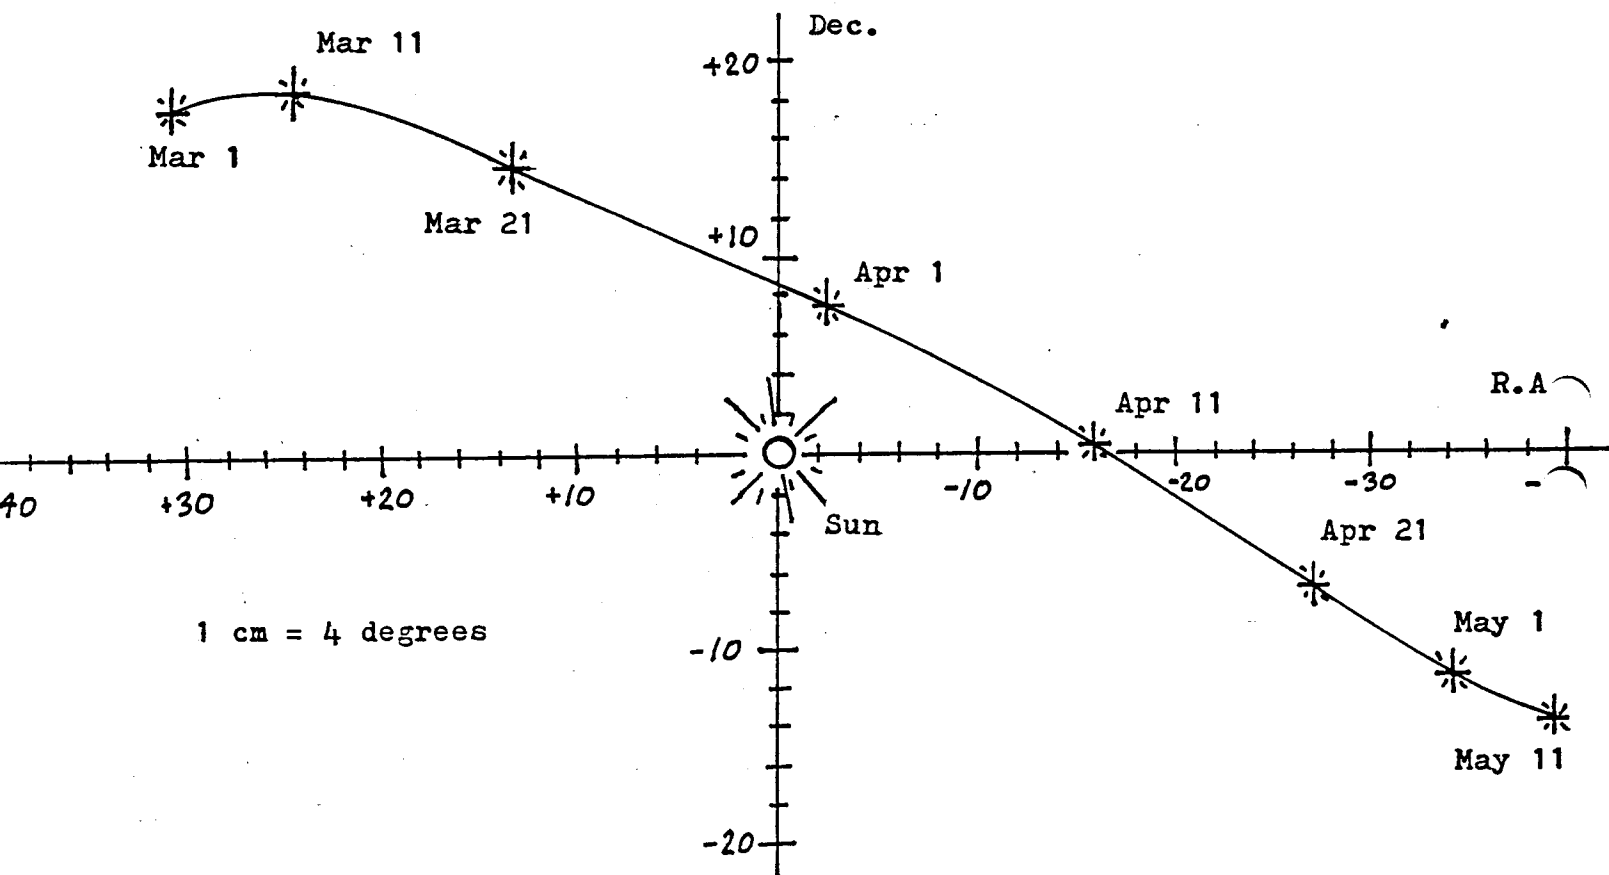 Dec.
Mar 11
+20
Mar 1
Mar 21
+10
Apr 1
R.A
Apr 11
40
+30
+20
+10
-10
-20
-30
-
Sun
Apr 21
1 cm = 4 degrees
May 1
-10
May 11
-20